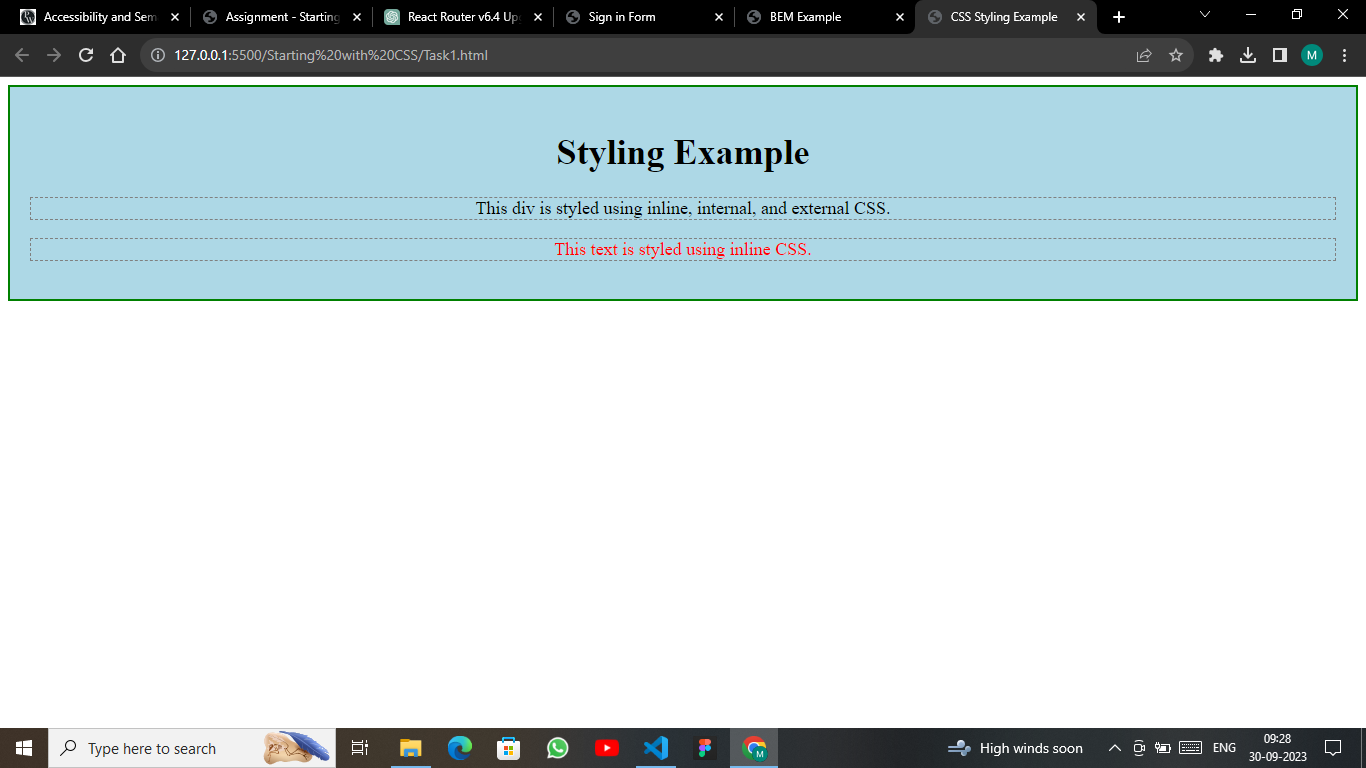 Accessibility and Sem
Assignment - Starting
React Router v6.4 Up
Sign in Form
BEM Example
CSS Styling Example
127.0.0.1:5500/Starting%20with%20CSS/Task1.html
M
Styling Example
This div is styled using inline, internal, and external CSS.
This text is styled using inline CSS.
Type here to search
M
High winds soon
ENG
09:28
30-09-2023